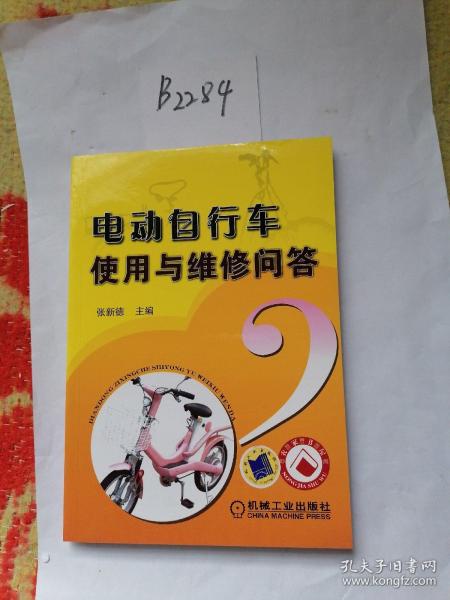 B2284
电动自行车
使用与维修问答
张新德 主编
DIANDONG ZIXINGCHE SHIYONG YU WEIXIU WENDA
机械工业出版社
CHINA MACHINE PRESS
孔夫子旧书网
www.kongfz.com